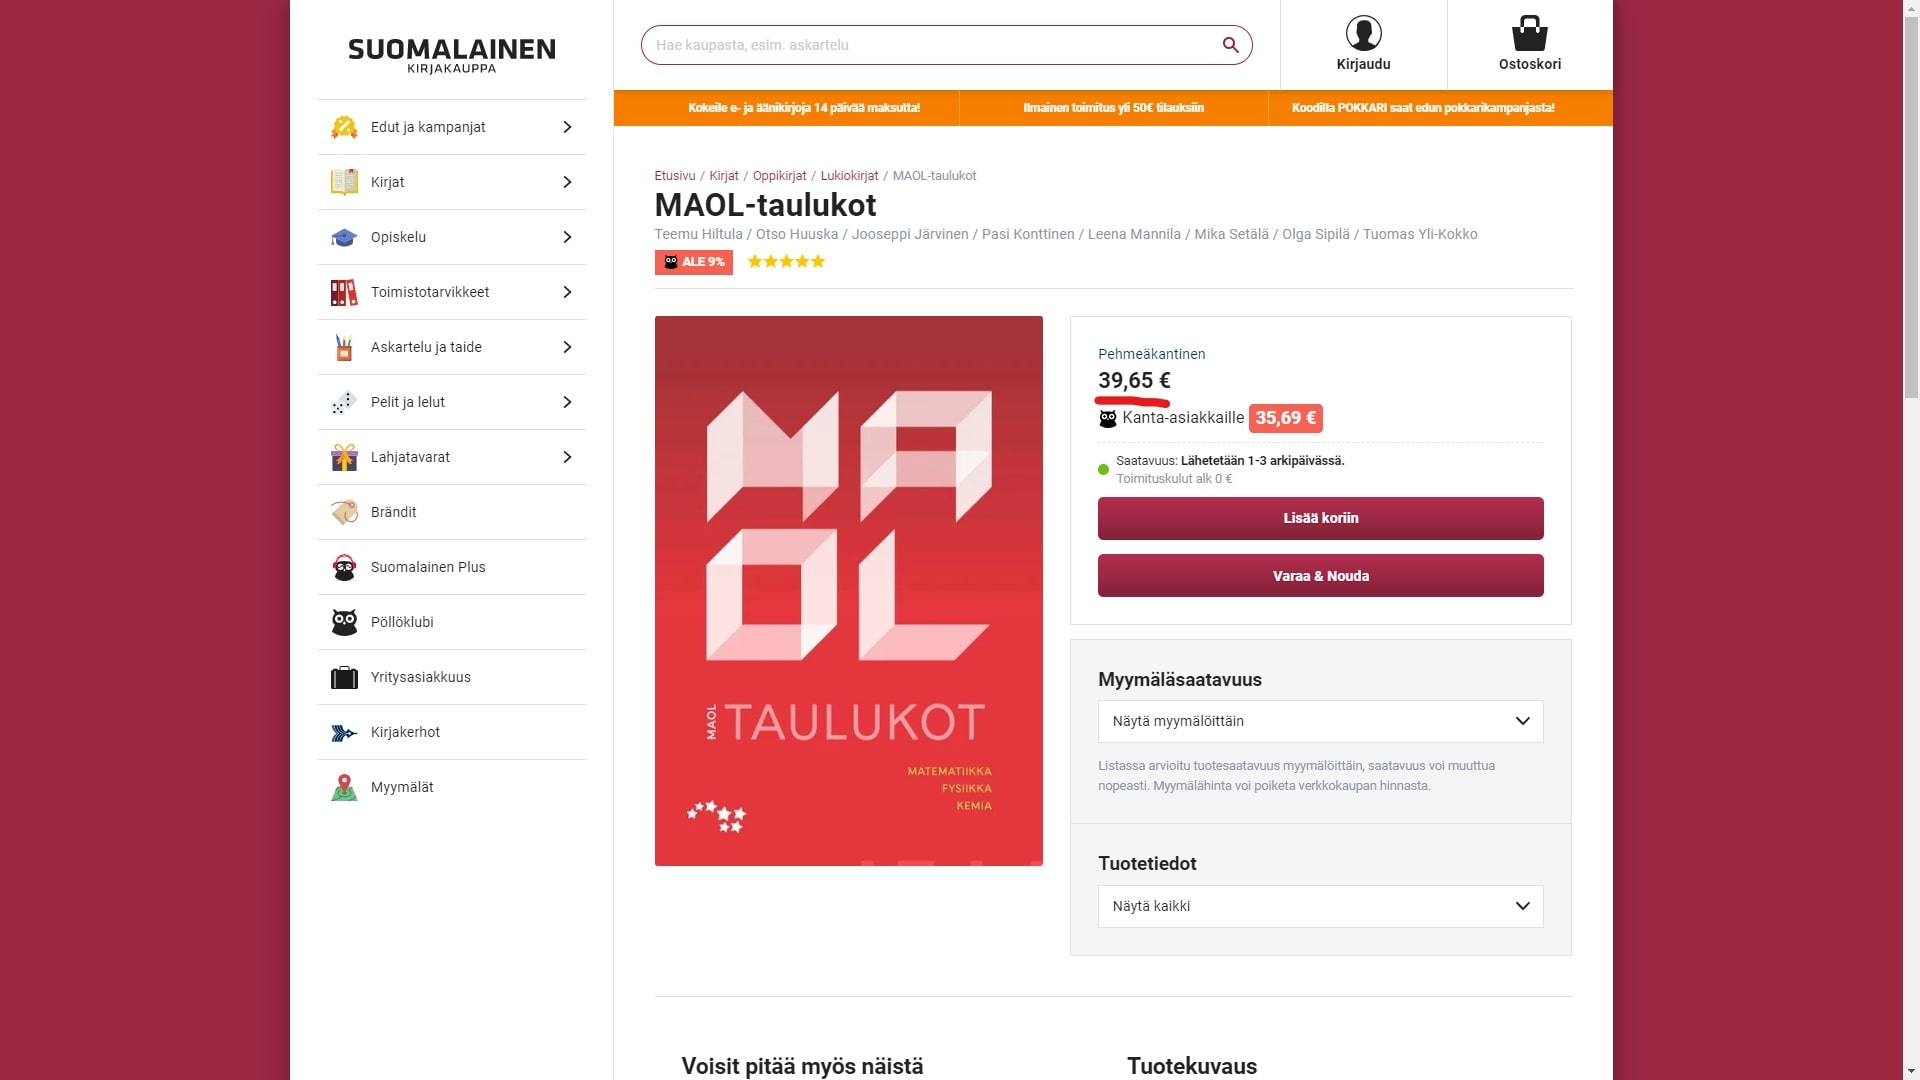 SUOMALAINEN
KIRJAKAUPPA
Hae kaupasta, esim. askartelu
Kirjaudu
Ostoskori
Kokeile e- ja äänikirjoja 14 päivää maksutta!
Ilmainen toimitus yli 50€ tilauksiin
Koodilla POKKARI saat edun pokkarikampanjasta!
Edut ja kampanjat
Kirjat
Opiskelu
Toimistotarvikkeet
Askartelu ja taide
Pelit ja lelut
Lahjatavarat
Brändit
Suomalainen Plus
Pöllöklubi
Yritysasiakkuus
Kirjakerhot
Myymälät
Etusivu / Kirjat / Oppikirjat / Lukiokirjat / MAOL-taulukot
MAOL-taulukot
Teemu Hiltula / Otso Huuska / Jooseppi Järvinen / Pasi Konttinen / Leena Mannila / Mika Setälä / Olga Sipilä / Tuomas Yli-Kokko
ALE 9%
MA
OL
MAOL TAULUKOT
MATEMATIIKKA
FYSIIKKA
KEMIA
Pehmeäkantinen
39,65 €
Kanta-asiakkaille 35,69 €
Saatavuus: Lähetetään 1-3 arkipäivässä.
Toimituskulut alk 0 €
Lisää koriin
Varaa & Nouda
Myymäläsaatavuus
Näytä myymälöittäin
Listassa arvioitu tuotesaatavuus myymälöittäin, saatavuus voi muuttua
nopeasti. Myymälähinta voi poiketa verkkokaupan hinnasta.
Tuotetiedot
Näytä kaikki
Voisit pitää myös näistä
Tuotekuvaus